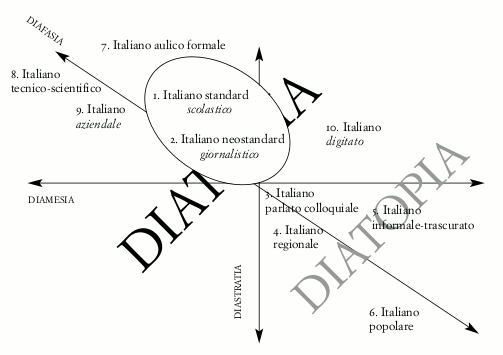 DIAFASIA
7. Italiano aulico formale
8. Italiano
tecnico-scientifico
1. Italiano standard
scolastico
9. Italiano
aziendale
10. Italiano
digitato
2. Italiano neostandard
giornalistico
DIAMESIA
3. Italiano
parlato colloquiale
5. Italiano
informale-trascurato
4. Italiano
regionale
DIATOPIA
DIASTRATIA
6. Italiano
popolare